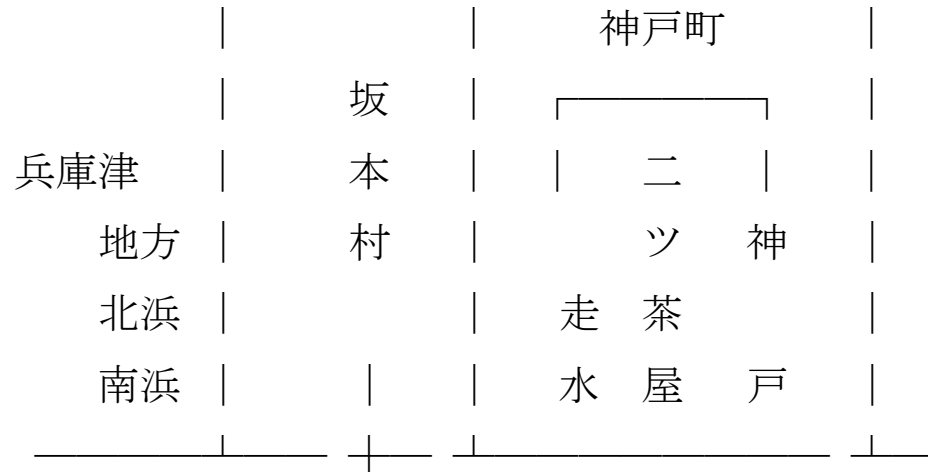 神戸町
坂
兵庫津 本 二
地方 村 ツ 神
北浜 走 茶
南浜 水 屋 戸